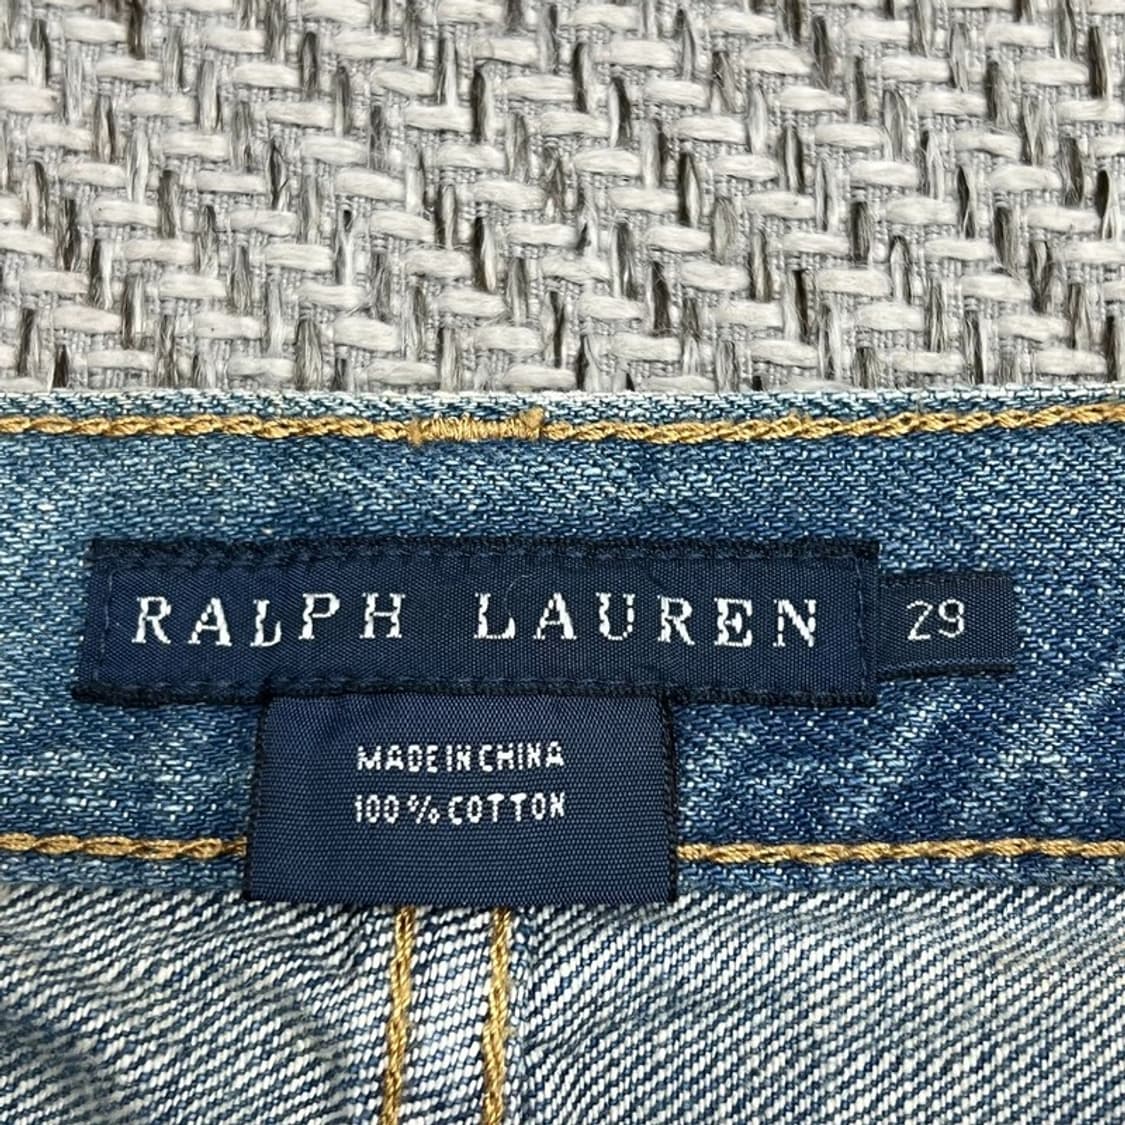 RALPH LAUREN
29
MADE IN CHINA
100% COTTON